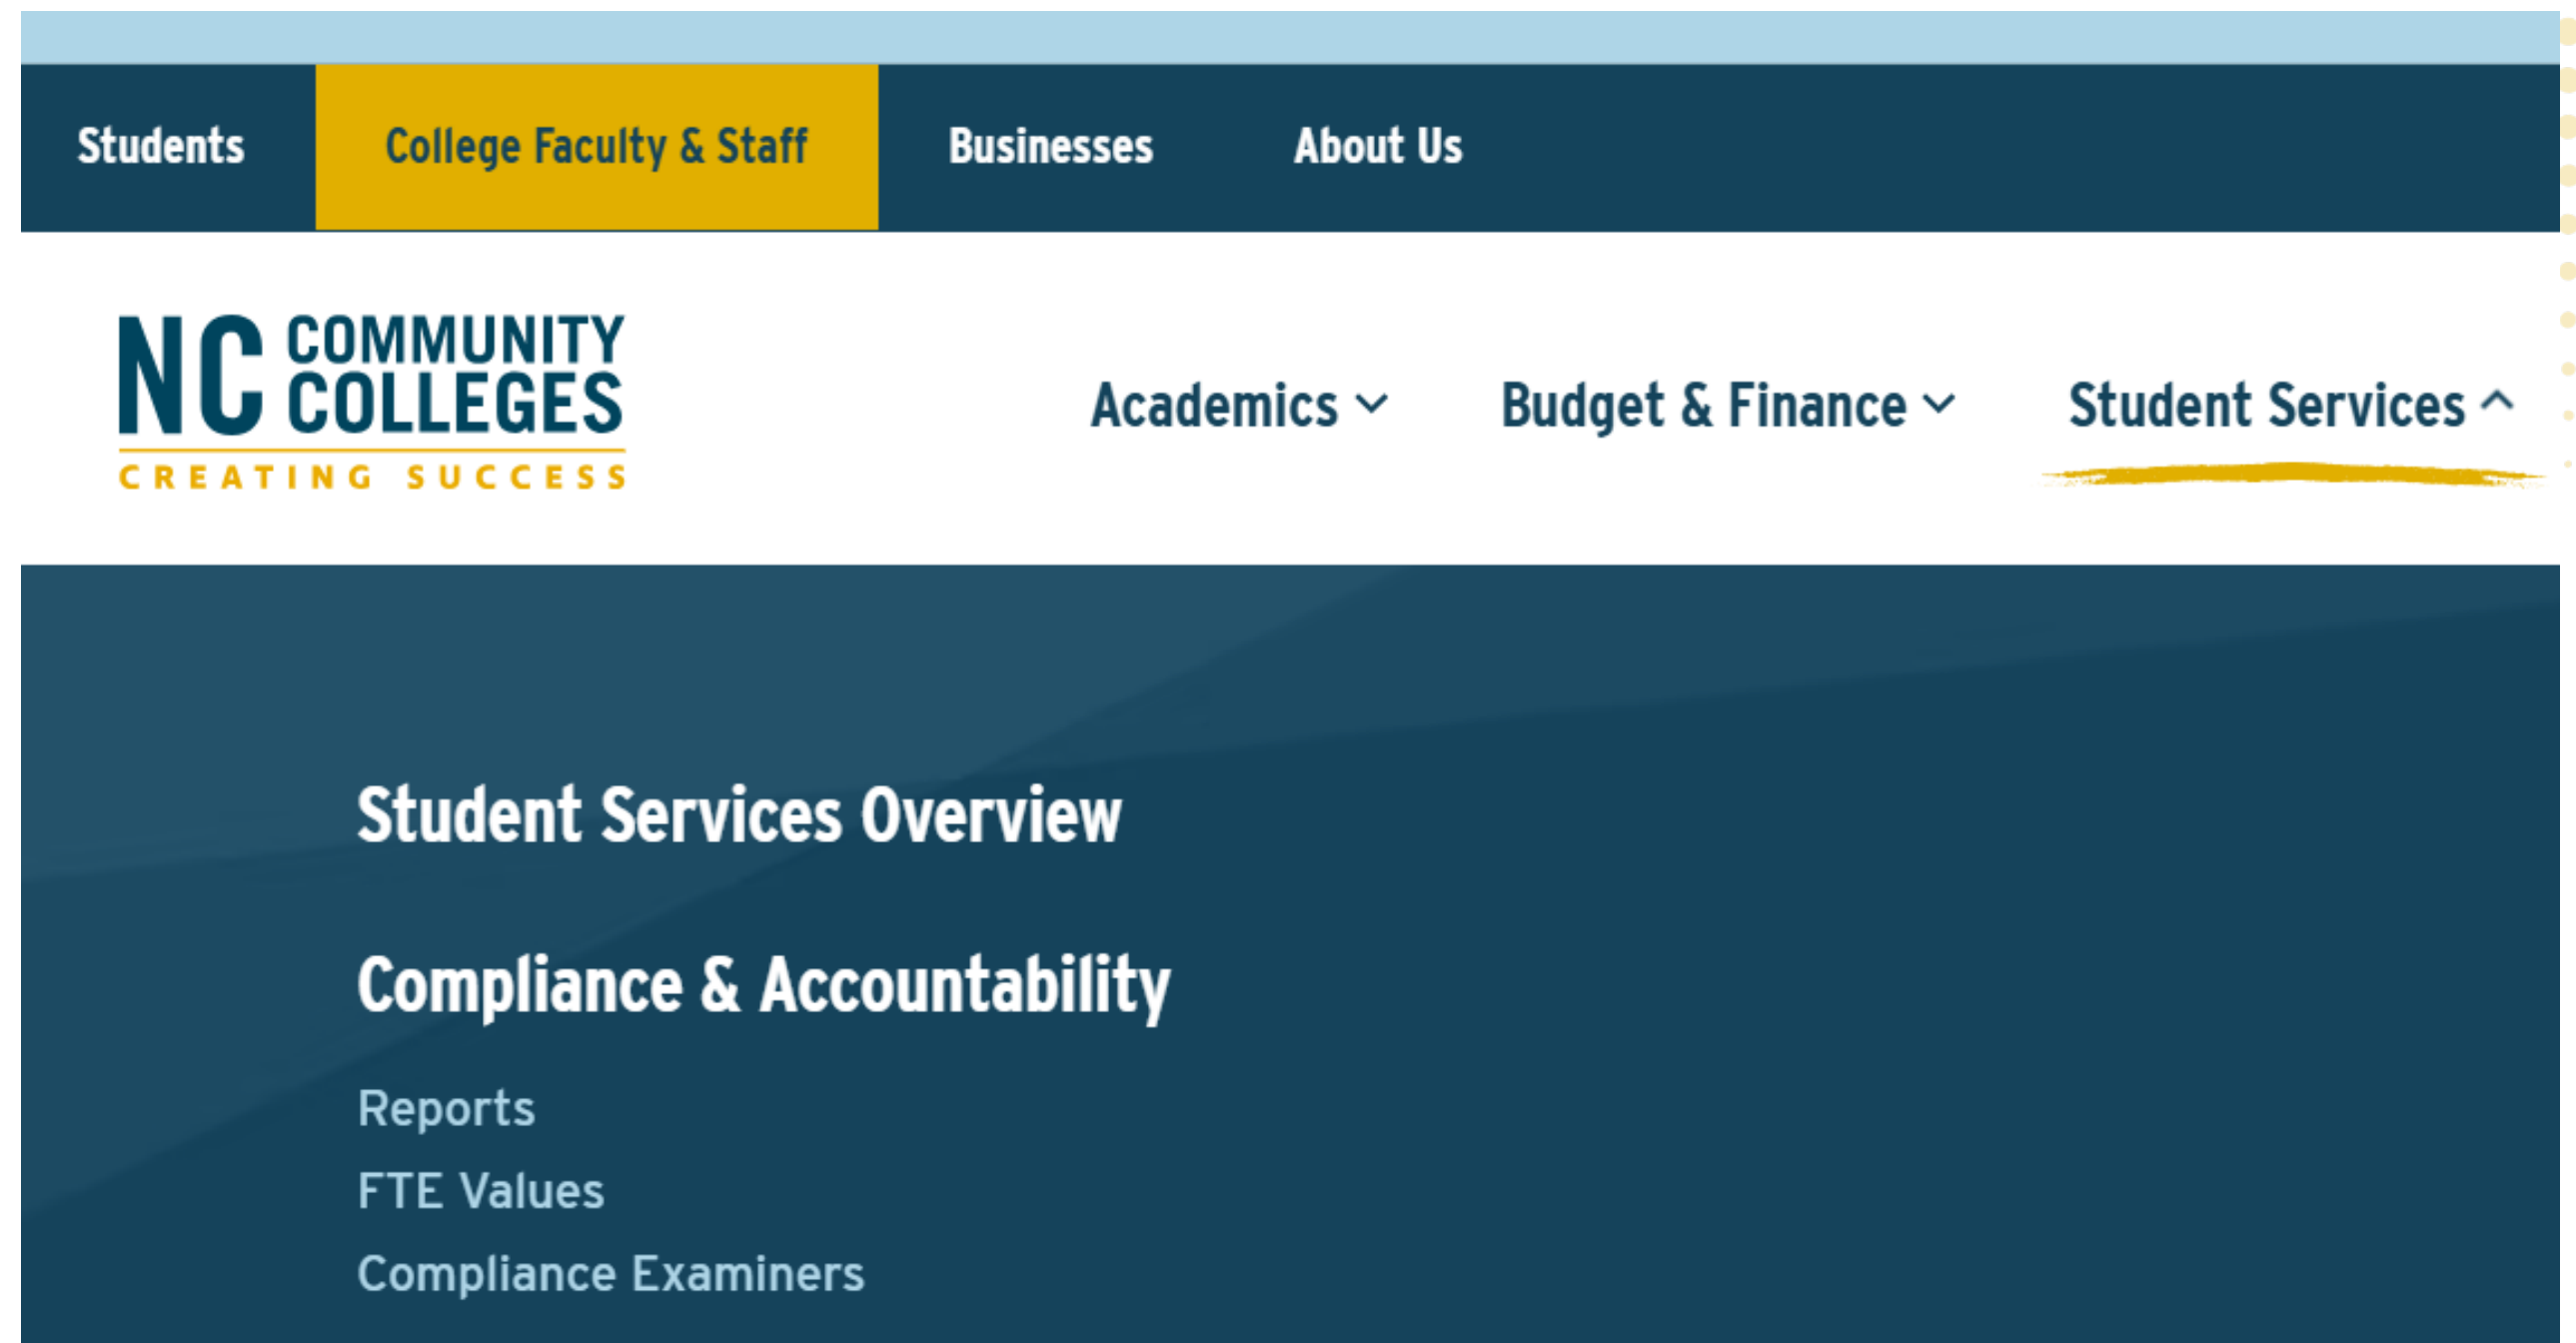 Students College Faculty & Staff Businesses About Us
NC COMMUNITY COLLEGES
CREATING SUCCESS
Academics Budget & Finance Student Services
Student Services Overview
Compliance & Accountability
Reports
FTE Values
Compliance Examiners